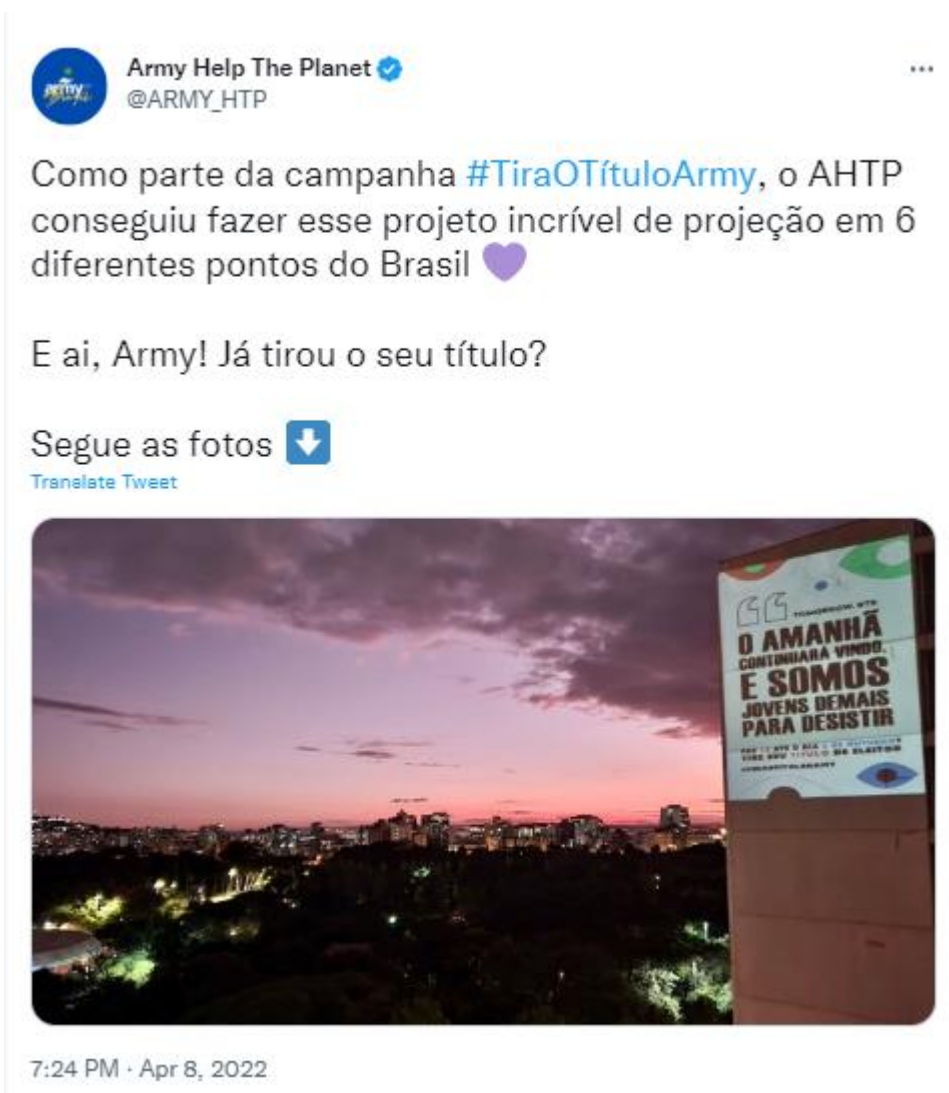 Army Help The Planet
@ARMY_HTP
Como parte da campanha #TiraOTítuloArmy, o AHTP
conseguiu fazer esse projeto incrível de projeção em 6
diferentes pontos do Brasil 💜
E ai, Army! Já tirou o seu título?
Segue as fotos ⬇️
Translate Tweet
TOMORROW, BTS
O AMANHÃ
CONTINUARÁ VINDO,
E SOMOS
JOVENS DEMAIS
PARA DESISTIR
TÍTULO DE ELEITOR
7:24 PM · Apr 8, 2022